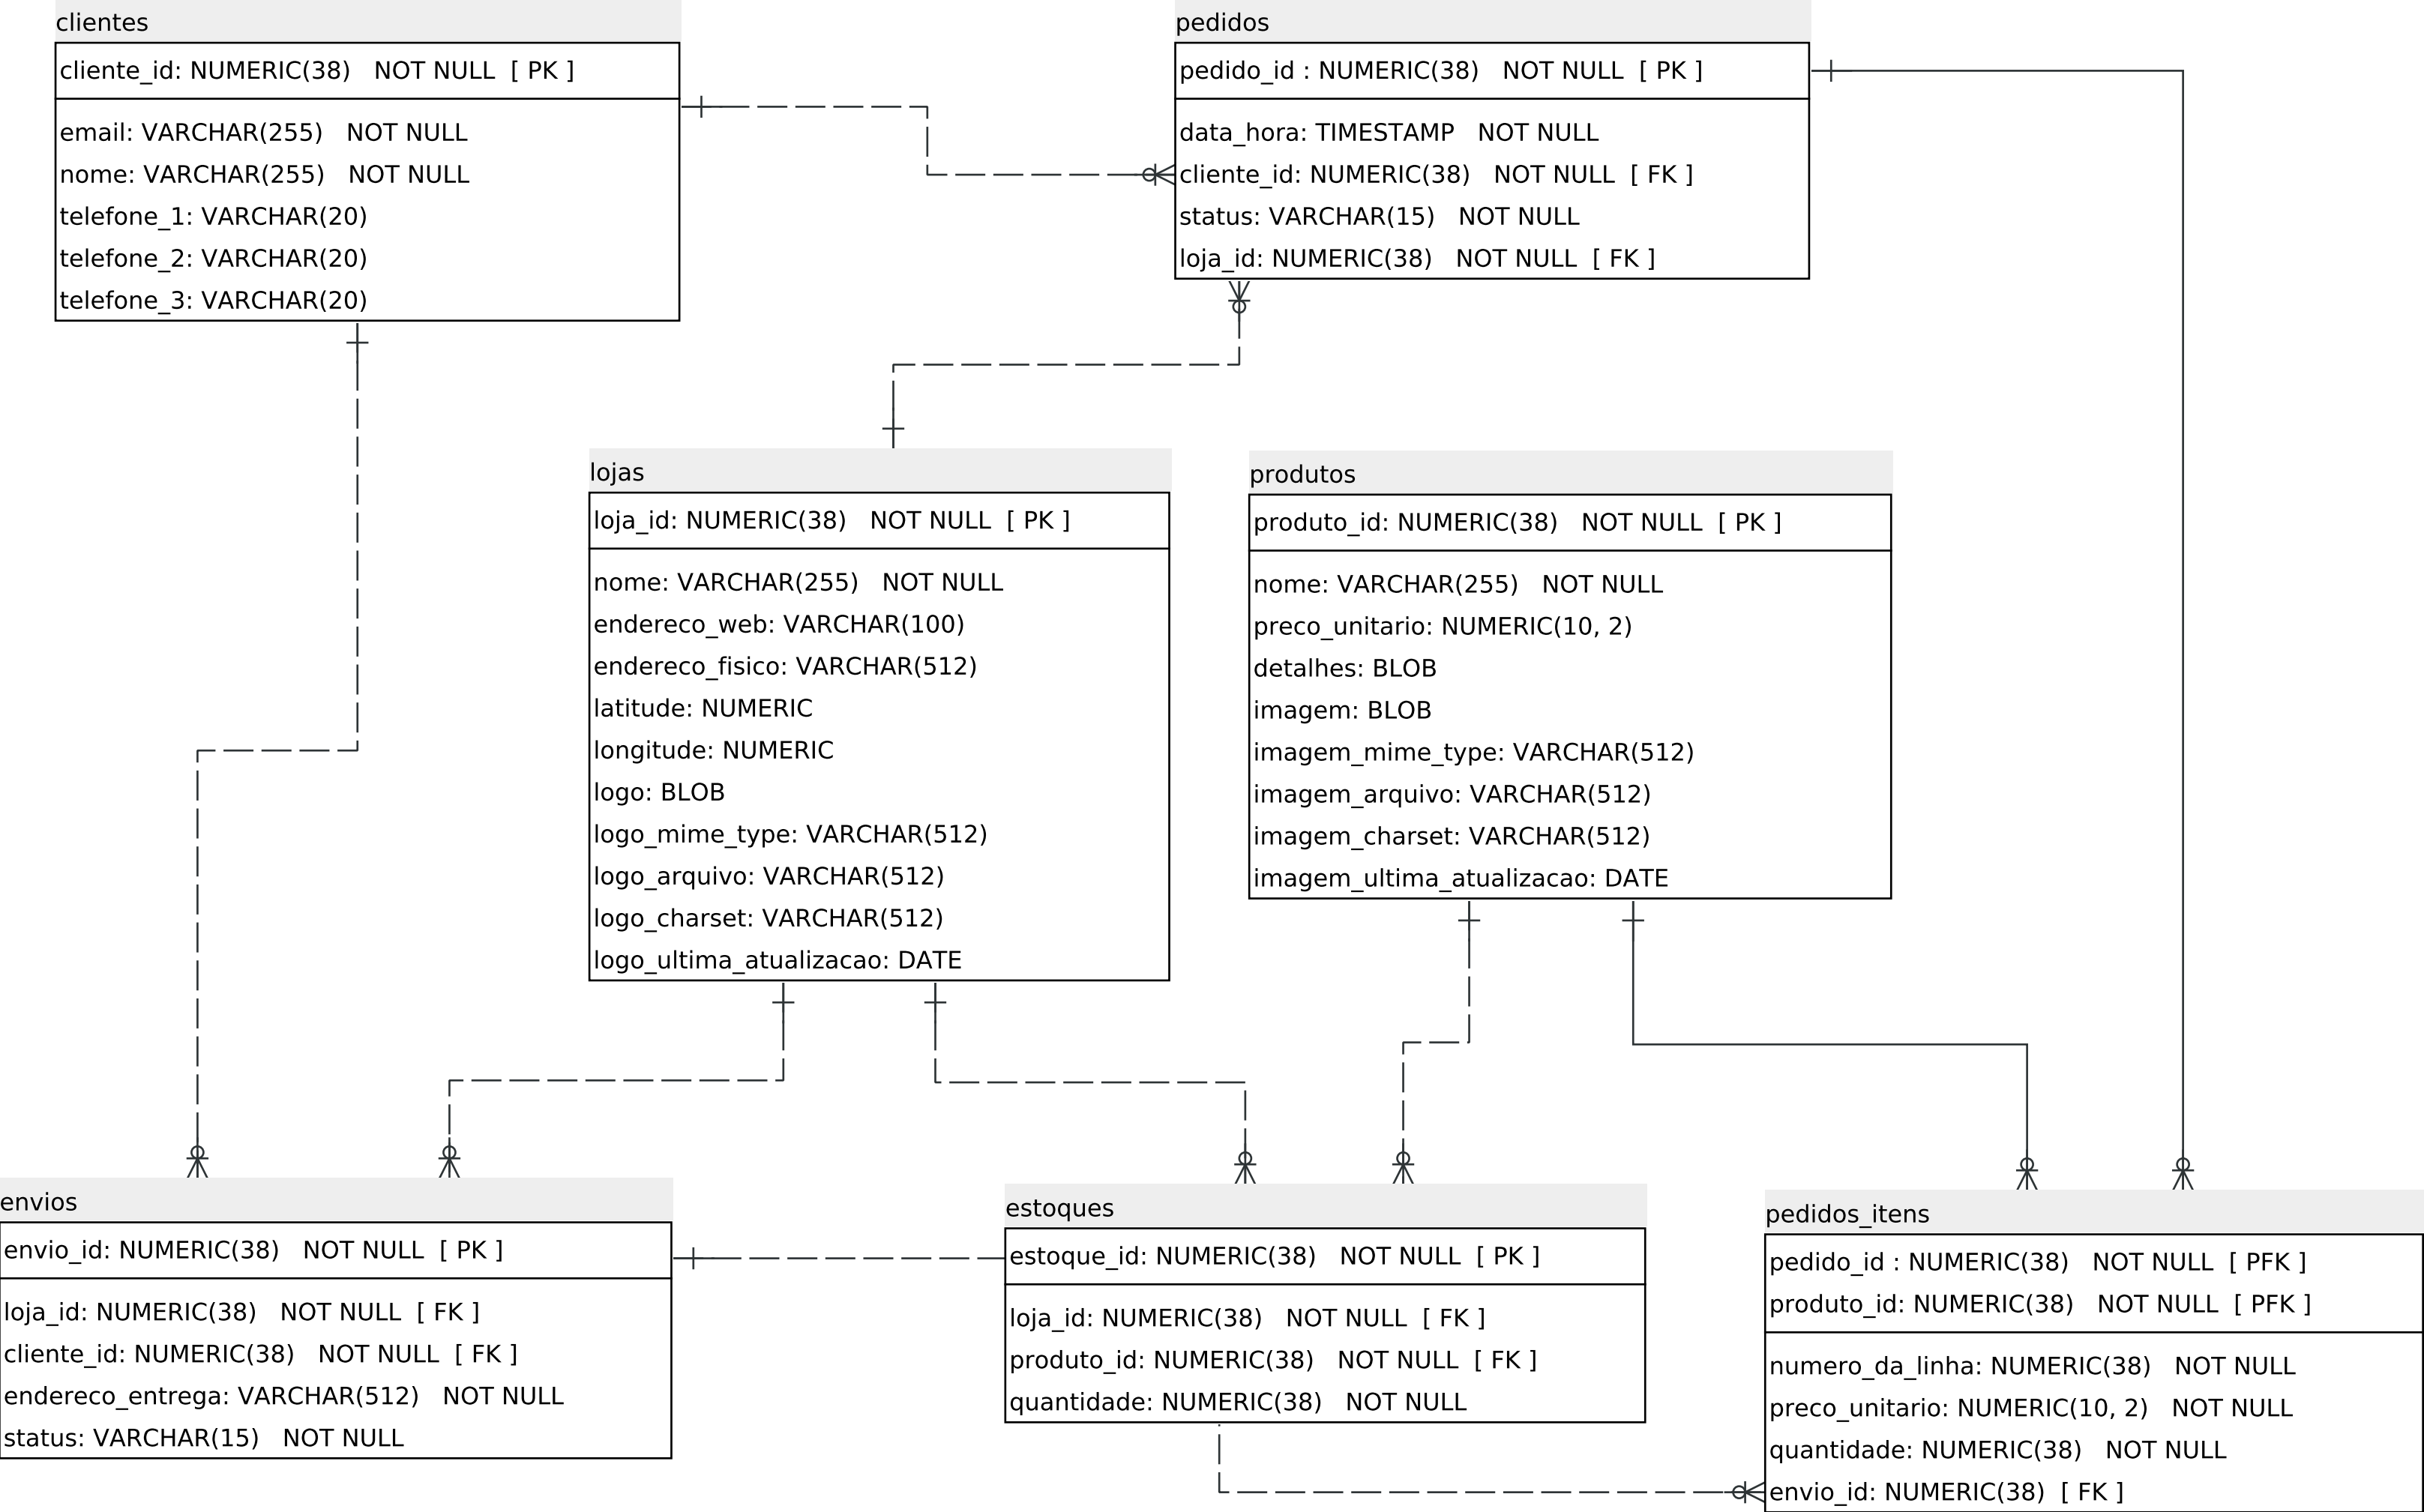 clientes
cliente_id: NUMERIC(38) NOT NULL [ PK ]
email: VARCHAR(255) NOT NULL
nome: VARCHAR(255) NOT NULL
telefone_1: VARCHAR(20)
telefone_2: VARCHAR(20)
telefone_3: VARCHAR(20)
pedidos
pedido_id : NUMERIC(38) NOT NULL [ PK ]
data_hora: TIMESTAMP NOT NULL
cliente_id: NUMERIC(38) NOT NULL [ FK ]
status: VARCHAR(15) NOT NULL
loja_id: NUMERIC(38) NOT NULL [ FK ]
lojas
loja_id: NUMERIC(38) NOT NULL [ PK ]
nome: VARCHAR(255) NOT NULL
endereco_web: VARCHAR(100)
endereco_fisico: VARCHAR(512)
latitude: NUMERIC
longitude: NUMERIC
logo: BLOB
logo_mime_type: VARCHAR(512)
logo_arquivo: VARCHAR(512)
logo_charset: VARCHAR(512)
logo_ultima_atualizacao: DATE
produtos
produto_id: NUMERIC(38) NOT NULL [ PK ]
nome: VARCHAR(255) NOT NULL
preco_unitario: NUMERIC(10, 2)
detalhes: BLOB
imagem: BLOB
imagem_mime_type: VARCHAR(512)
imagem_arquivo: VARCHAR(512)
imagem_charset: VARCHAR(512)
imagem_ultima_atualizacao: DATE
envios
envio_id: NUMERIC(38) NOT NULL [ PK ]
loja_id: NUMERIC(38) NOT NULL [ FK ]
cliente_id: NUMERIC(38) NOT NULL [ FK ]
endereco_entrega: VARCHAR(512) NOT NULL
status: VARCHAR(15) NOT NULL
estoques
estoque_id: NUMERIC(38) NOT NULL [ PK ]
loja_id: NUMERIC(38) NOT NULL [ FK ]
produto_id: NUMERIC(38) NOT NULL [ FK ]
quantidade: NUMERIC(38) NOT NULL
pedidos_itens
pedido_id : NUMERIC(38) NOT NULL [ PFK ]
produto_id: NUMERIC(38) NOT NULL [ PFK ]
numero_da_linha: NUMERIC(38) NOT NULL
preco_unitario: NUMERIC(10, 2) NOT NULL
quantidade: NUMERIC(38) NOT NULL
envio_id: NUMERIC(38) [ FK ]